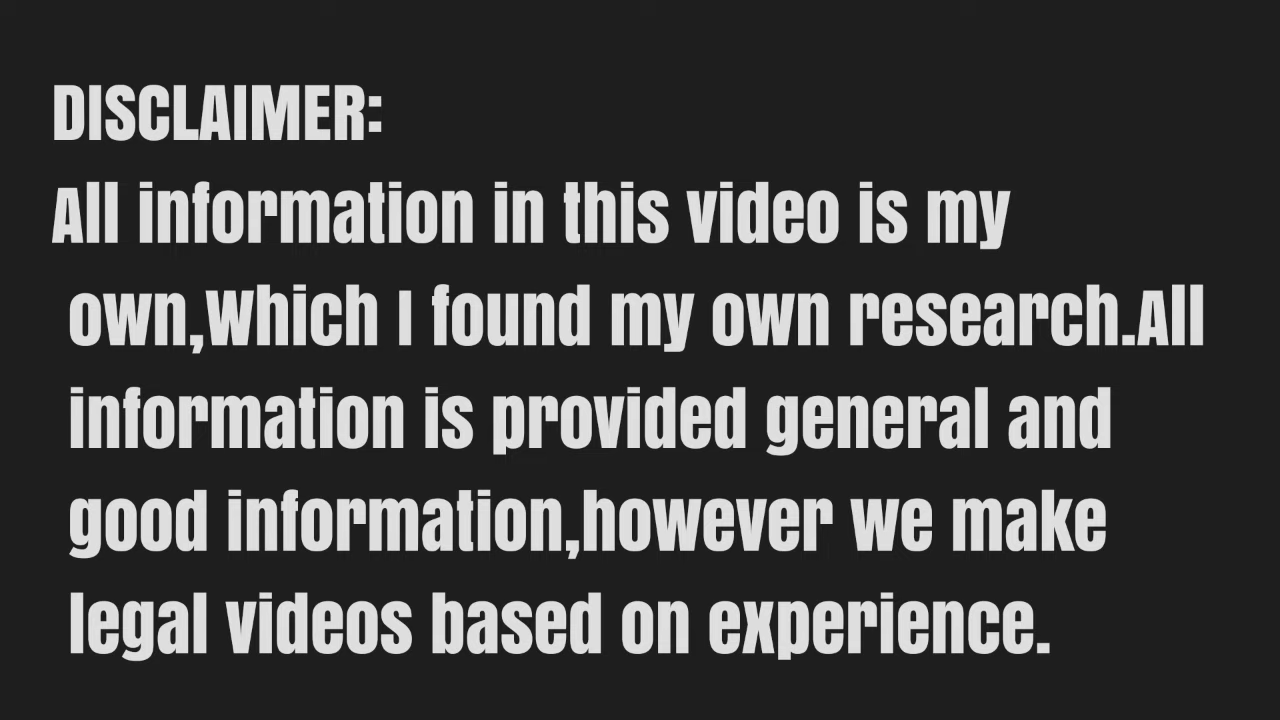 DISCLAIMER:
All information in this video is my
own,Which I found my own research.All
information is provided general and
good information,however we make
legal videos based on experience.